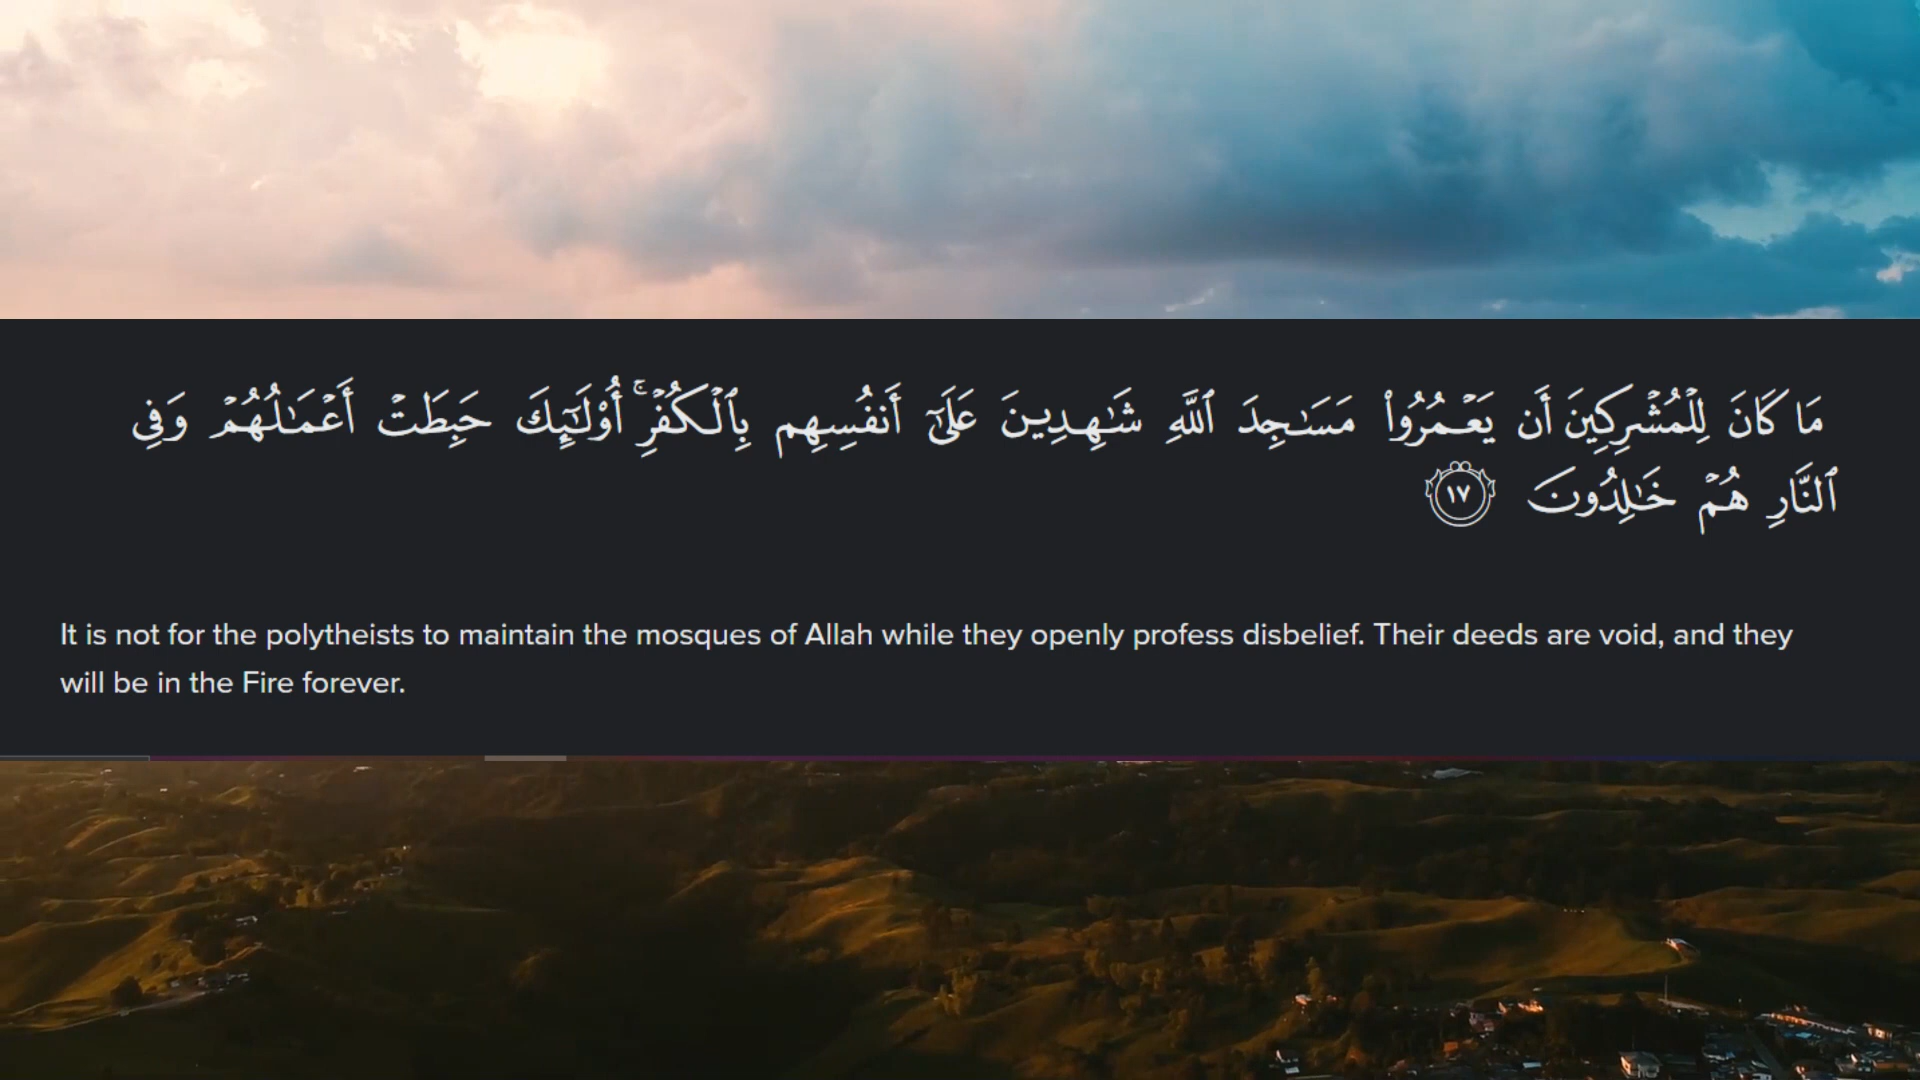 مَا كَانَ لِلْمُشْرِكِينَ أَن يَعْمُرُوا۟ مَسَـٰجِدَ ٱللَّهِ شَـٰهِدِينَ عَلَىٰٓ أَنفُسِهِم بِٱلْكُفْرِ ۚ أُو۟لَـٰٓئِكَ حَبِطَتْ أَعْمَـٰلُهُمْ وَفِى
ٱلنَّارِ هُمْ خَـٰلِدُونَ ١٧
It is not for the polytheists to maintain the mosques of Allah while they openly profess disbelief. Their deeds are void, and they
will be in the Fire forever.